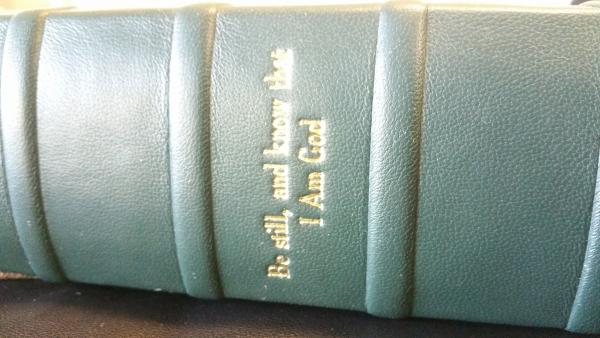 Be still, and know that
I Am God